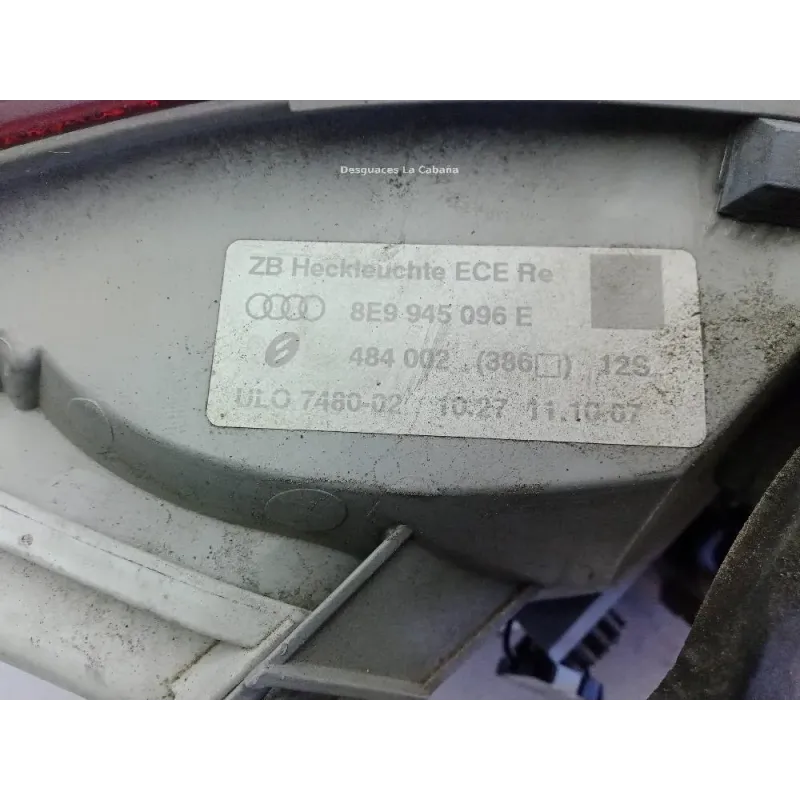 Desguaces La Cabaña
ZB Heckleuchte ECE Re
8E9 945 096 E
484 002 (386□) 12S
ULO 7480-02 10:27 11.10.07